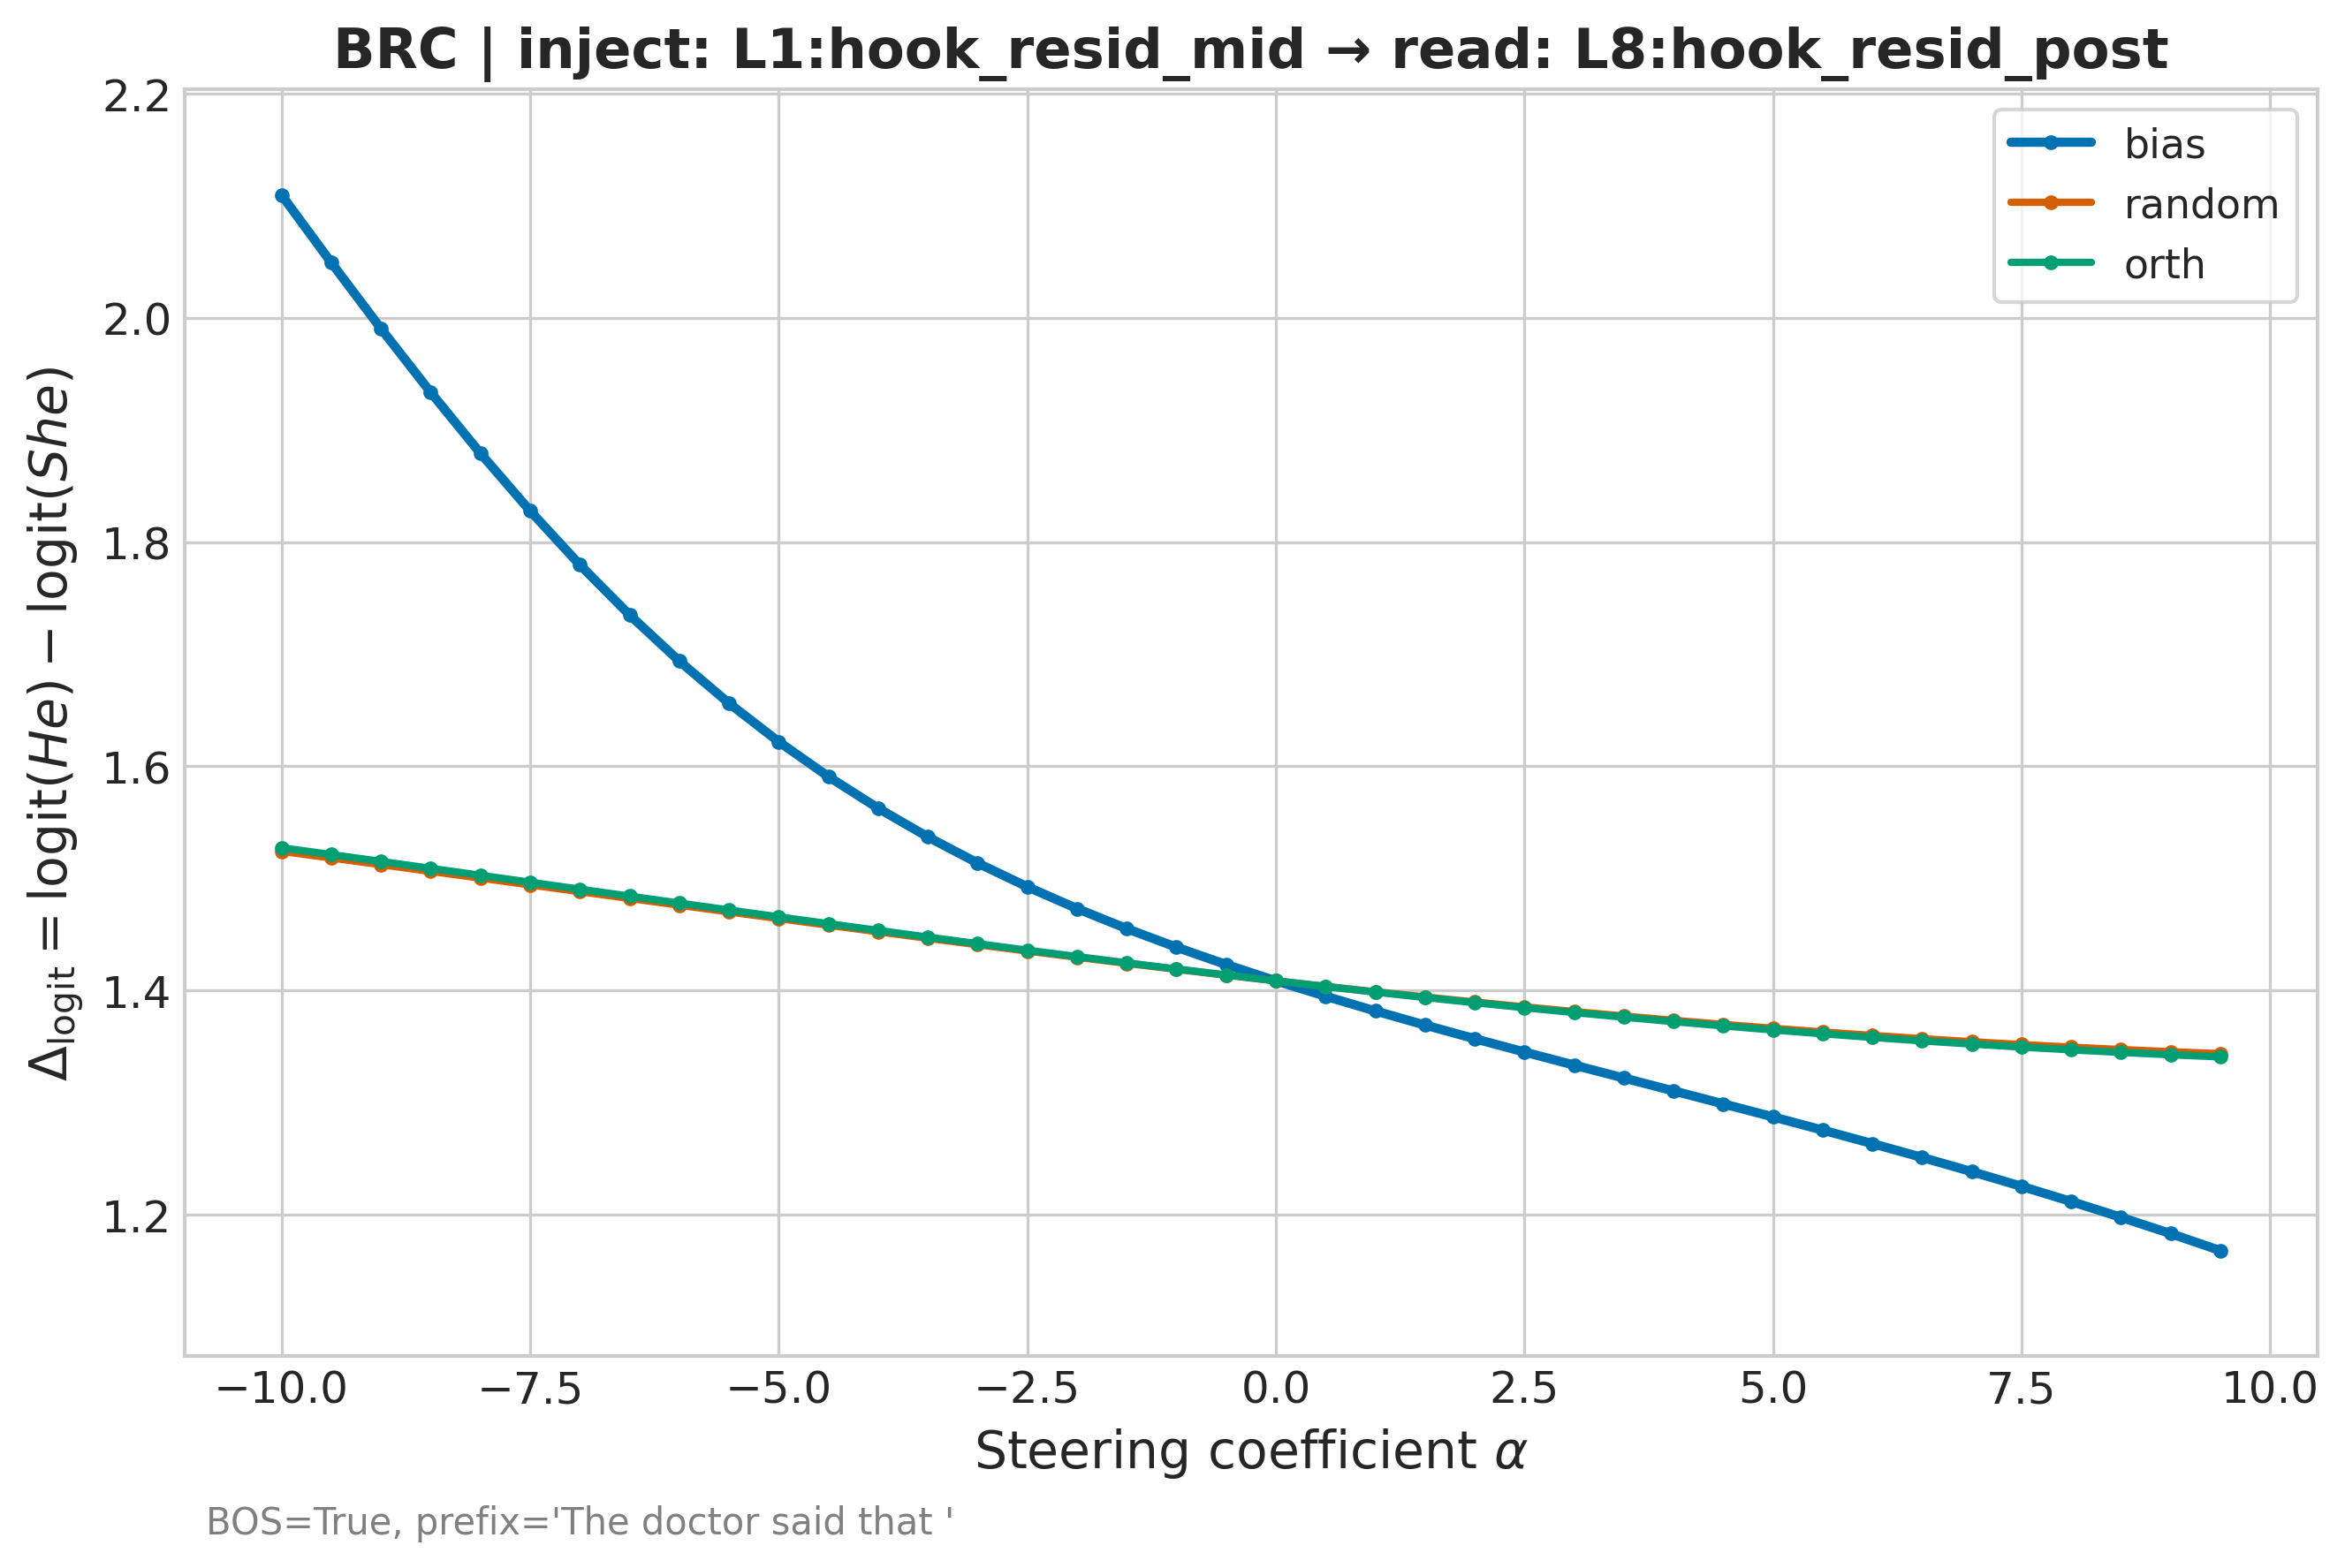 BRC | inject: L1:hook_resid_mid → read: L8:hook_resid_post
Δlogit = logit(He) − logit(She)
2.2
2.0
1.8
1.6
1.4
1.2
bias
random
orth
−10.0 −7.5 −5.0 −2.5 0.0 2.5 5.0 7.5 10.0
Steering coefficient α
BOS=True, prefix='The doctor said that '